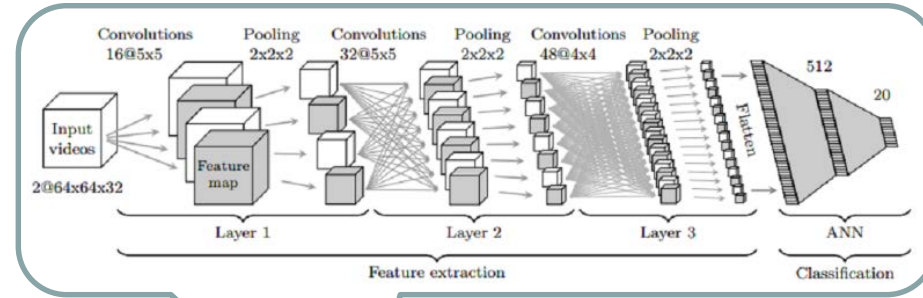 Convolutions Pooling Convolutions Pooling Convolutions Pooling
16@5x5 2x2x2 32@5x5 2x2x2 48@4x4 2x2x2
512
20
Input
videos
Feature
map
Flatten
2@64x64x32
Layer 1 Layer 2 Layer 3 ANN
Feature extraction Classification